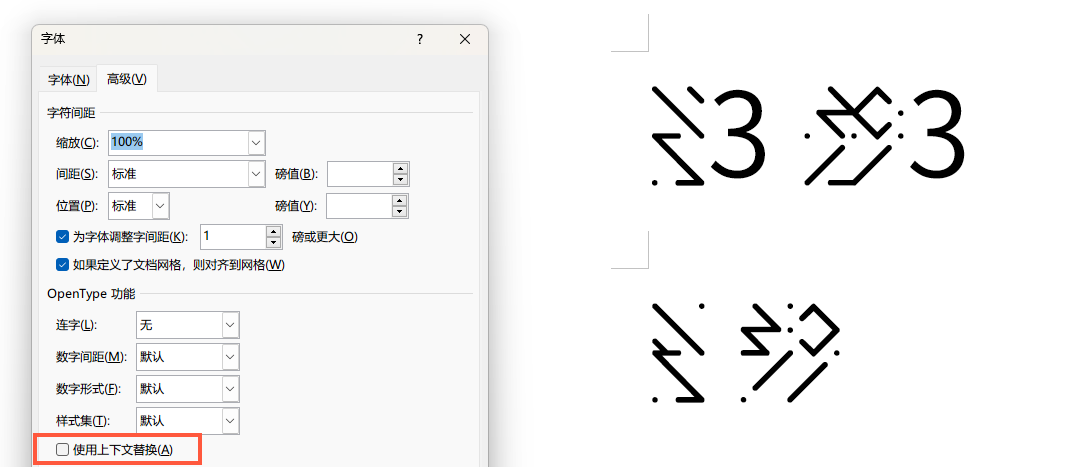 字体
字体(N) 高级(V)
字符间距
缩放(C): 100%
间距(S): 标准 磅值(B):
位置(P): 标准 磅值(Y):
为字体调整字间距(K): 1 磅或更大(O)
如果定义了文档网格，则对齐到网格(W)
OpenType 功能
连字(L): 无
数字间距(M): 默认
数字形式(F): 默认
样式集(T): 默认
使用上下文替换(A)
3 3